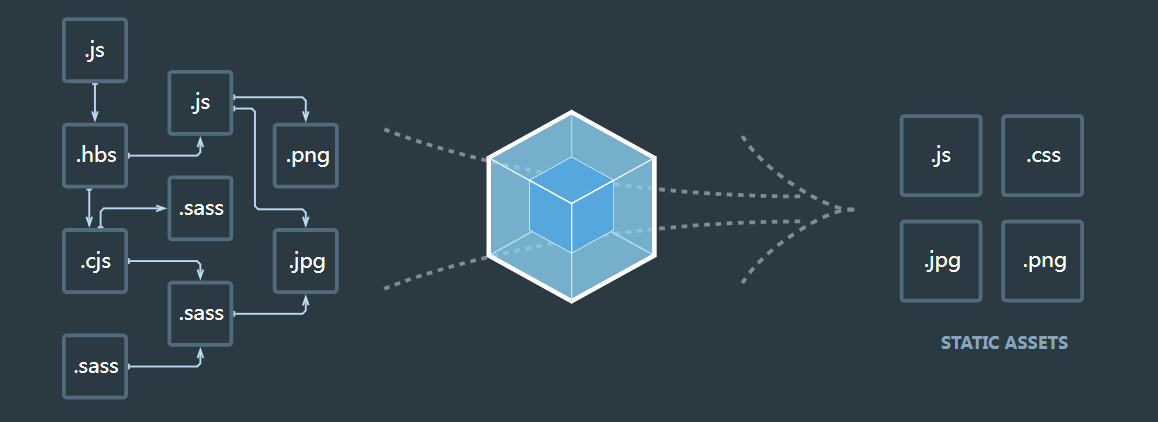 .js
.js
.hbs
.png
.sass
.cjs
.jpg
.sass
.sass
.js
.css
.jpg
.png
STATIC ASSETS